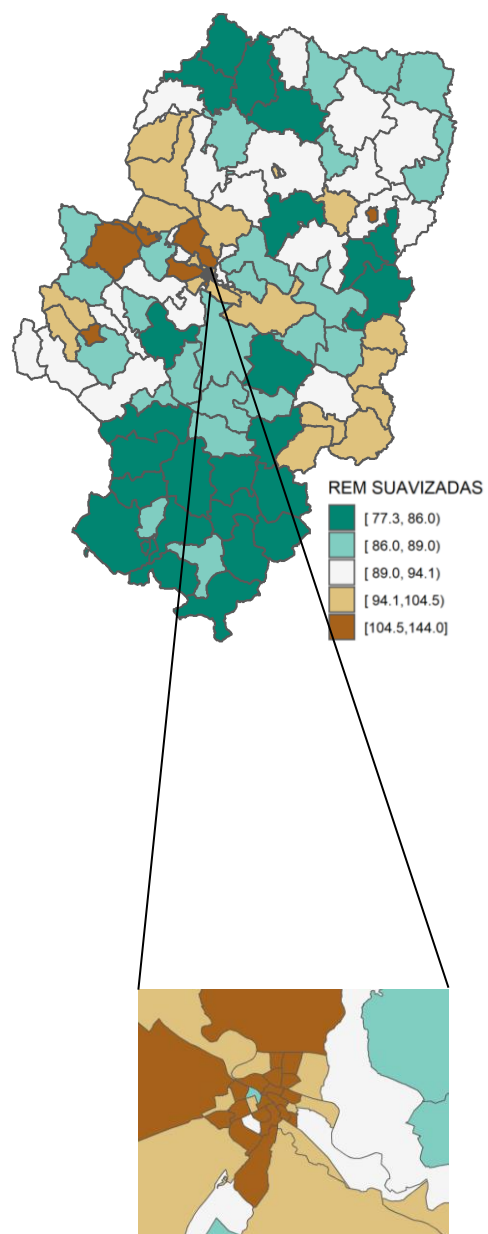 REM SUAVIZADAS
[ 77.3, 86.0)
[ 86.0, 89.0)
[ 89.0, 94.1)
[ 94.1,104.5)
[104.5,144.0]